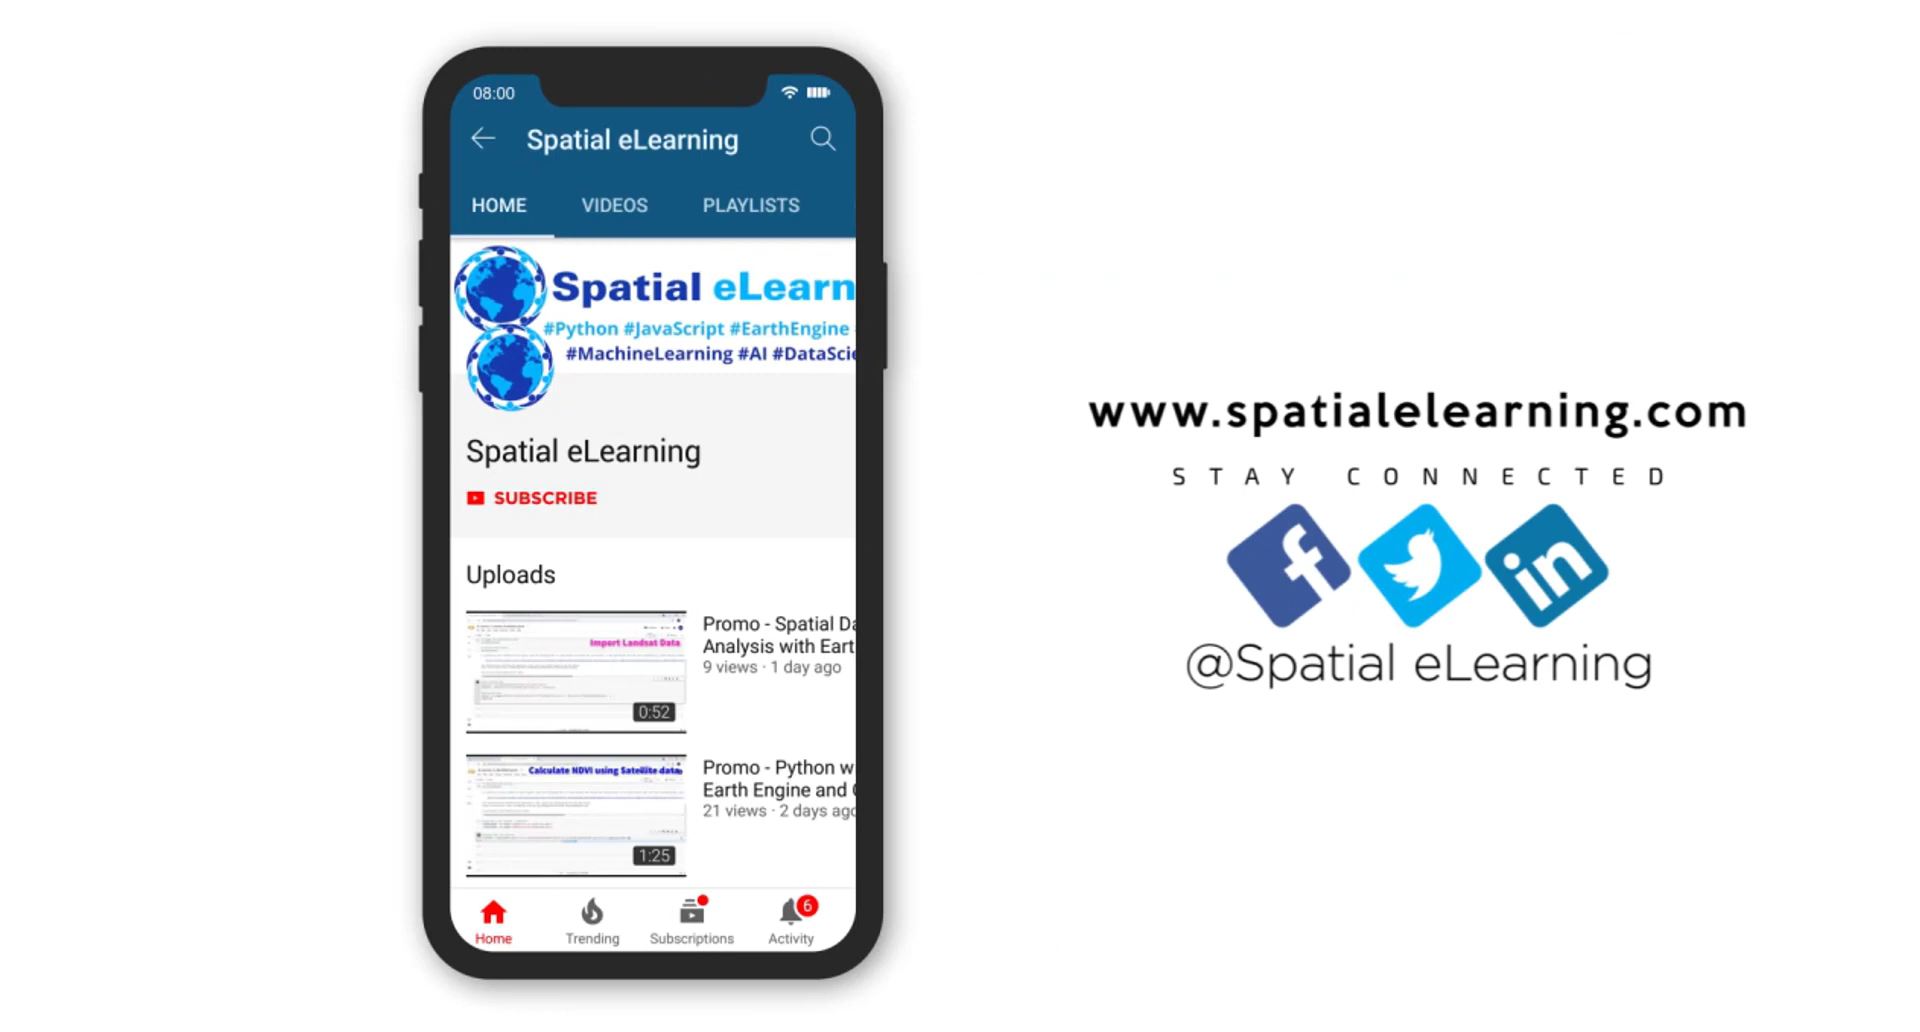 08:00
Spatial eLearning
HOME VIDEOS PLAYLISTS
Spatial eLearn
#Python #JavaScript #EarthEngine
#MachineLearning #AI #DataScie
Spatial eLearning
SUBSCRIBE
Uploads
Import Landsat Data
0:52
Promo - Spatial Da
Analysis with Eart
9 views · 1 day ago
Calculate NDVI using Satellite data
1:25
Promo - Python w
Earth Engine and
21 views · 2 days ago
6
Home Trending Subscriptions Activity
www.spatialelearning.com
STAY CONNECTED
f in
@Spatial eLearning